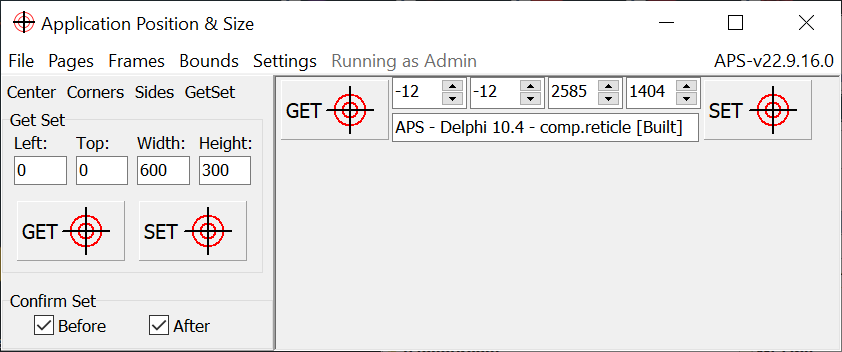 Application Position & Size
File Pages Frames Bounds Settings Running as Admin APS-v22.9.16.0
Center Corners Sides GetSet
Get Set
Left: Top: Width: Height:
0 0 600 300
GET SET
Confirm Set
Before After
GET -12 -12 2585 1404 SET
APS - Delphi 10.4 - comp.reticle [Built]